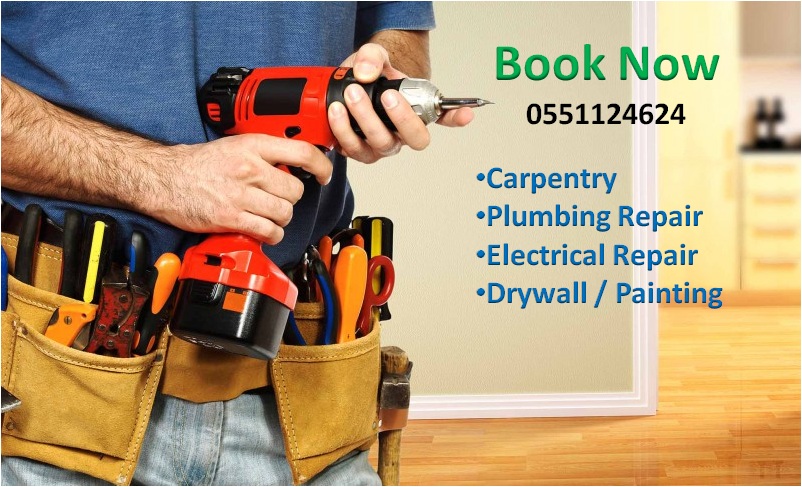 Book Now
0551124624
•Carpentry
•Plumbing Repair
•Electrical Repair
•Drywall / Painting